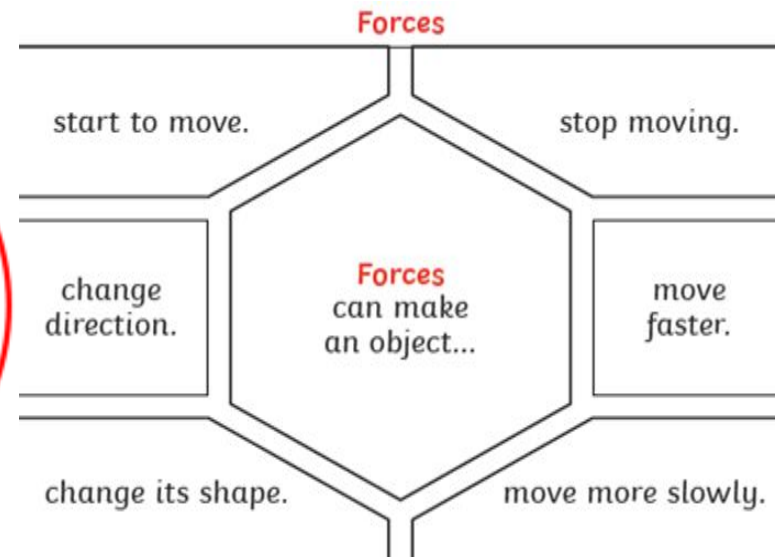 Forces
start to move.
stop moving.
change
direction.
Forces
can make
an object...
move
faster.
change its shape.
move more slowly.